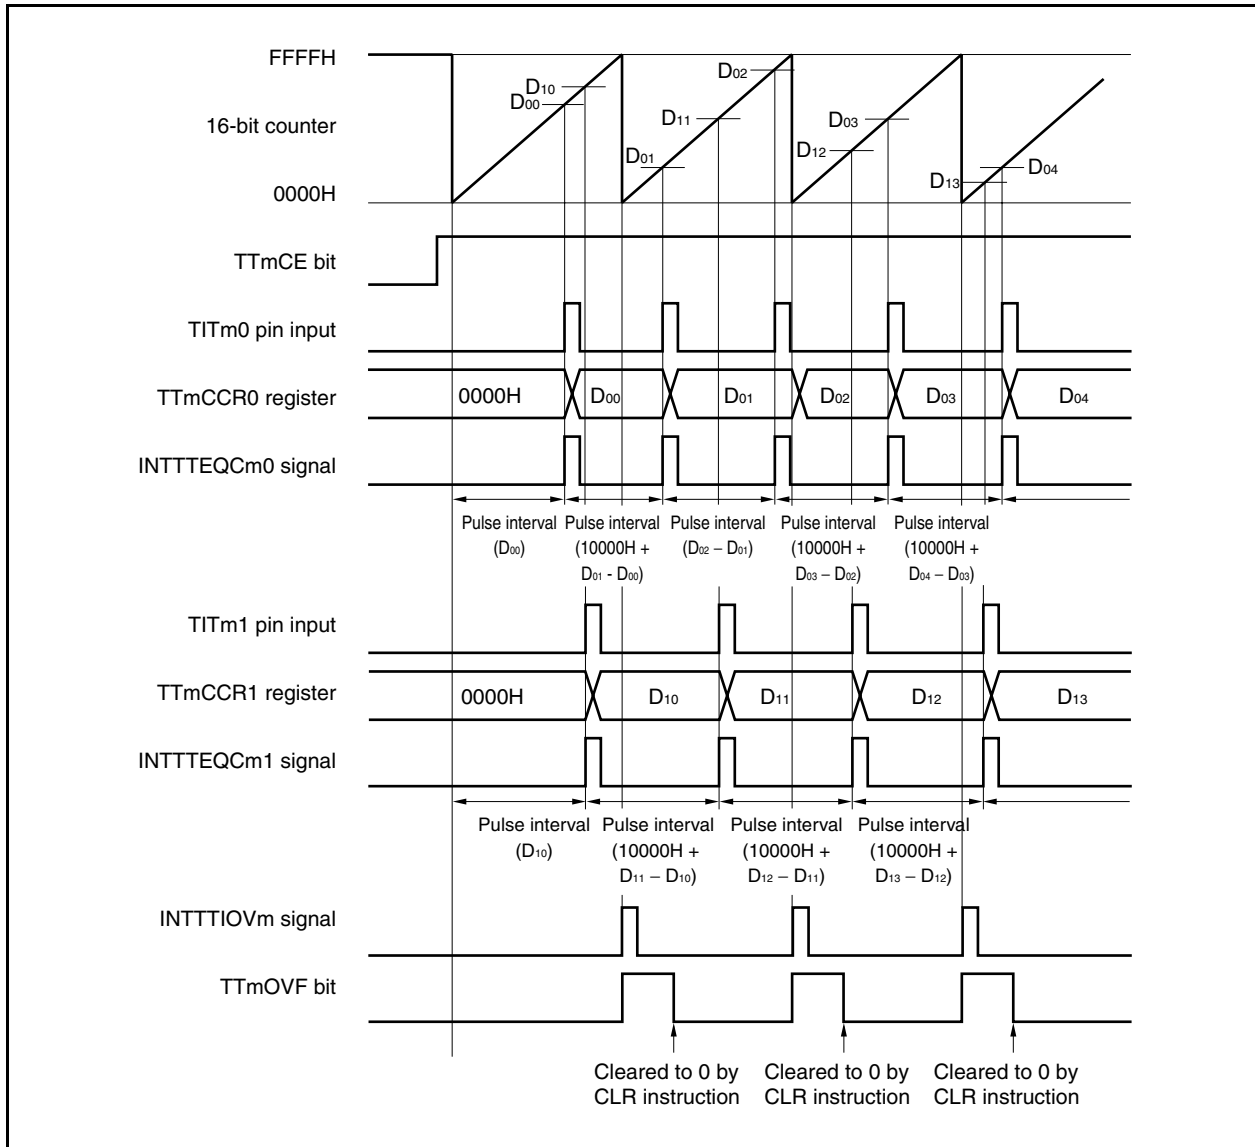 FFFFH
16-bit counter
0000H
D10
D00
D01
D11
D02
D12
D03
D13
D04
TTmCE bit
TITm0 pin input
TTmCCR0 register
0000H D00 D01 D02 D03 D04
INTTTEQCm0 signal
Pulse interval
(D00)
Pulse interval
(10000H +
D01 - D00)
Pulse interval
(D02 – D01)
Pulse interval
(10000H +
D03 – D02)
Pulse interval
(10000H +
D04 – D03)
TITm1 pin input
TTmCCR1 register
0000H D10 D11 D12 D13
INTTTEQCm1 signal
Pulse interval
(D10)
Pulse interval
(10000H +
D11 – D10)
Pulse interval
(10000H +
D12 – D11)
Pulse interval
(10000H +
D13 – D12)
INTTTIOVm signal
TTmOVF bit
Cleared to 0 by
CLR instruction
Cleared to 0 by
CLR instruction
Cleared to 0 by
CLR instruction